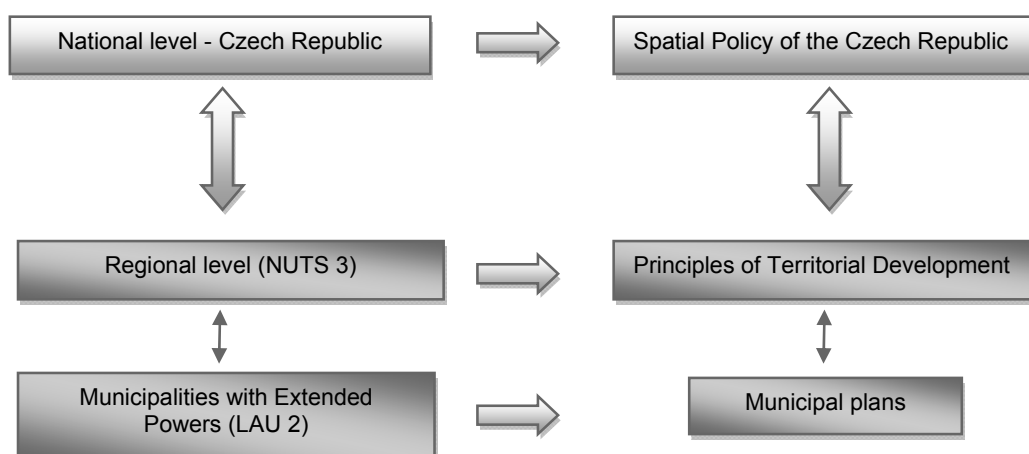 National level - Czech Republic
Spatial Policy of the Czech Republic
Regional level (NUTS 3)
Principles of Territorial Development
Municipalities with Extended
Powers (LAU 2)
Municipal plans